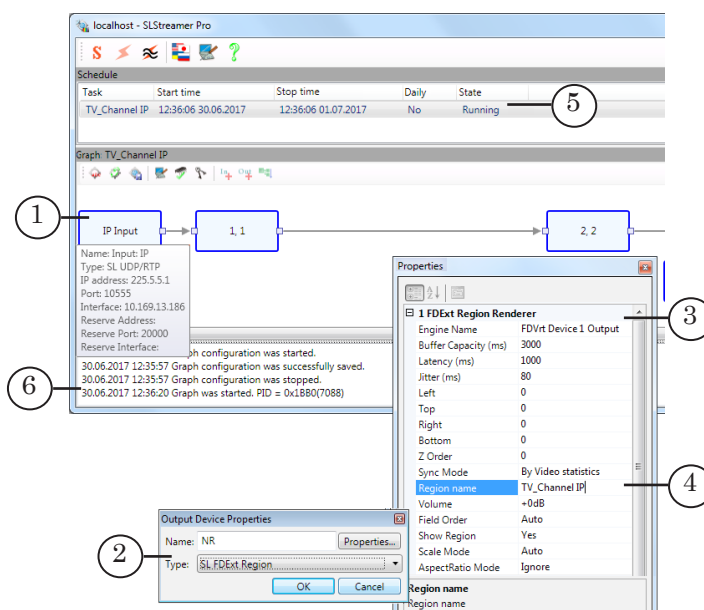 localhost - SLStreamer Pro
S
Schedule
Task Start time Stop time Daily State
TV_Channel IP 12:36:06 30.06.2017 12:36:06 01.07.2017 No Running
5
Graph: TV_Channel IP
In Out
1
IP Input
1, 1
2, 2
Name: Input: IP
Type: SL UDP/RTP
IP address: 225.5.5.1
Port: 10555
Interface: 10.169.13.186
Reserve Address:
Reserve Port: 20000
Reserve Interface:
ph configuration was started.
30.06.2017 12:35:57 Graph configuration was successfully saved.
30.06.2017 12:35:57 Graph configuration was stopped.
30.06.2017 12:36:20 Graph was started. PID = 0x1BB0(7088)
6
Properties
1 FDExt Region Renderer
3
Engine Name FDVrt Device 1 Output
Buffer Capacity (ms) 3000
Latency (ms) 1000
Jitter (ms) 80
Left 0
Top 0
Right 0
Bottom 0
Z Order 0
Sync Mode By Video statistics
Region name TV_Channel IP
4
Volume +0dB
Field Order Auto
Show Region Yes
Scale Mode Auto
AspectRatio Mode Ignore
Region name
Region name
Output Device Properties
2
Name: NR Properties...
Type: SL FDExt Region
OK Cancel